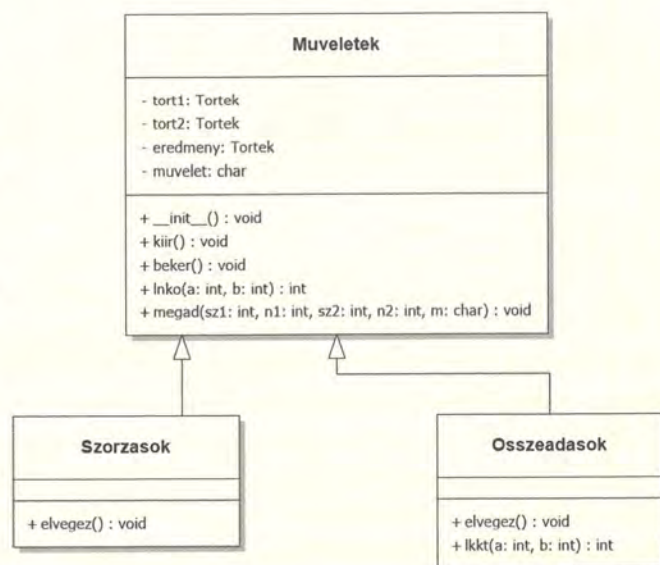 Muveletek
- tort1: Tortek
- tort2: Tortek
- eredmeny: Tortek
- muvelet: char
+ __init__() : void
+ kiir() : void
+ beker() : void
+ lnko(a: int, b: int) : int
+ megad(sz1: int, n1: int, sz2: int, n2: int, m: char) : void
Szorzasok
+ elvegez() : void
Osszeadasok
+ elvegez() : void
+ lkkt(a: int, b: int) : int